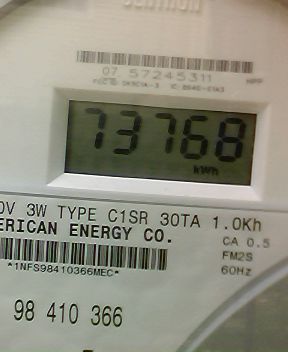 CENTRON
07 57245311
73768
kWh
0V 3W TYPE C1SR 30TA 1.0Kh
ERICAN ENERGY CO.
CA 0.5
FM2S
60Hz
*1NFS98410366MEC*
98 410 366